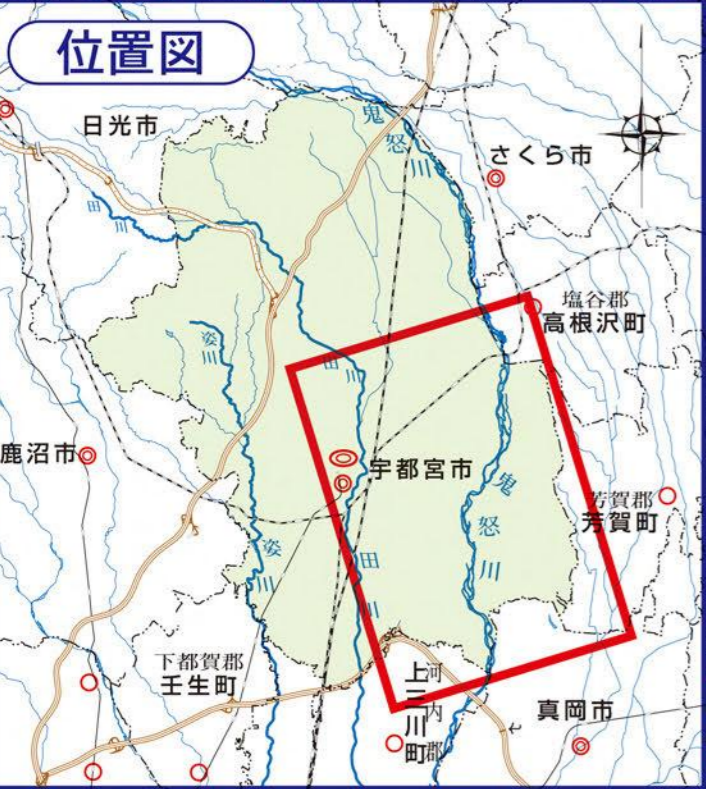 位置図
日光市
鬼怒川
さくら市
田川
塩谷郡
高根沢町
姿川
田川
鹿沼市
宇都宮市
鬼怒川
芳賀郡
芳賀町
姿川
田川
下都賀郡
壬生町
河内郡
上三川町
真岡市